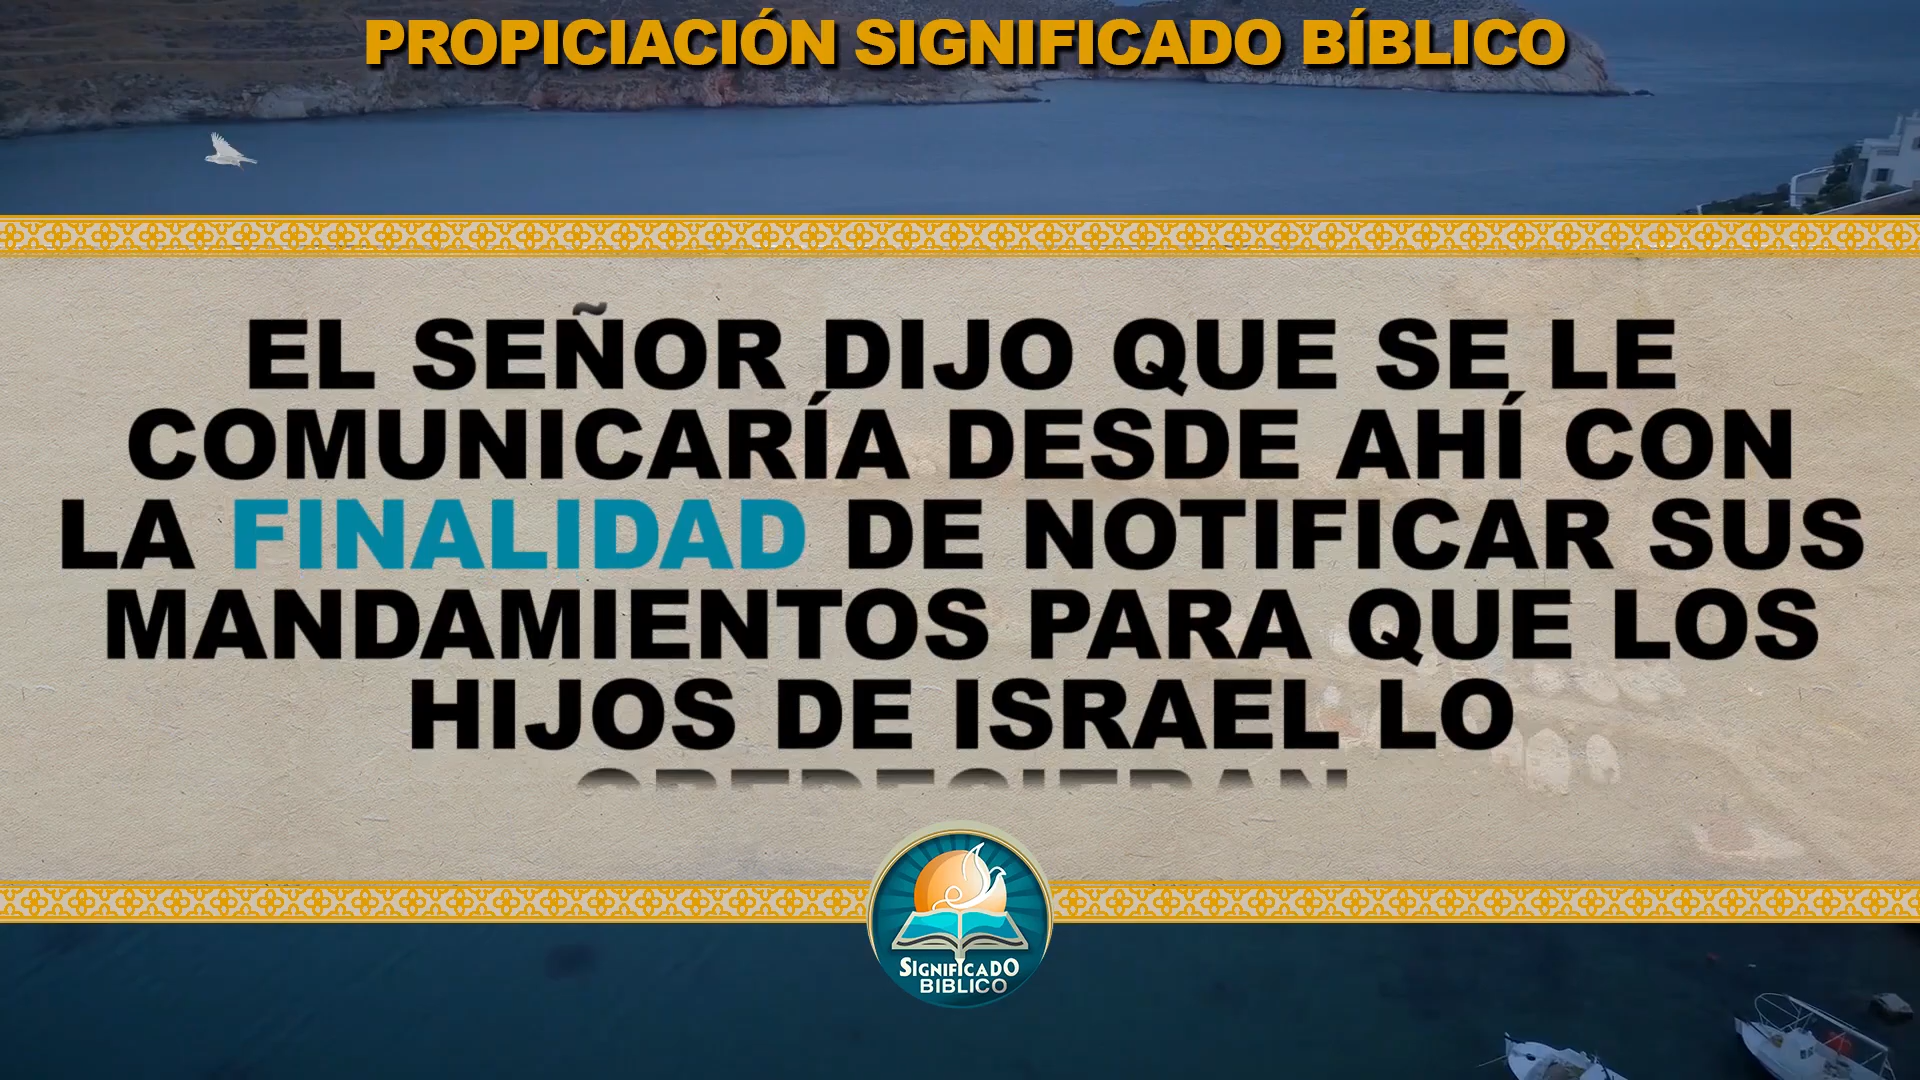 PROPICIACIÓN SIGNIFICADO BÍBLICO
EL SEÑOR DIJO QUE SE LE
COMUNICARÍA DESDE AHÍ CON
LA FINALIDAD DE NOTIFICAR SUS
MANDAMIENTOS PARA QUE LOS
HIJOS DE ISRAEL LO
SIGNIFICADO
BIBLICO